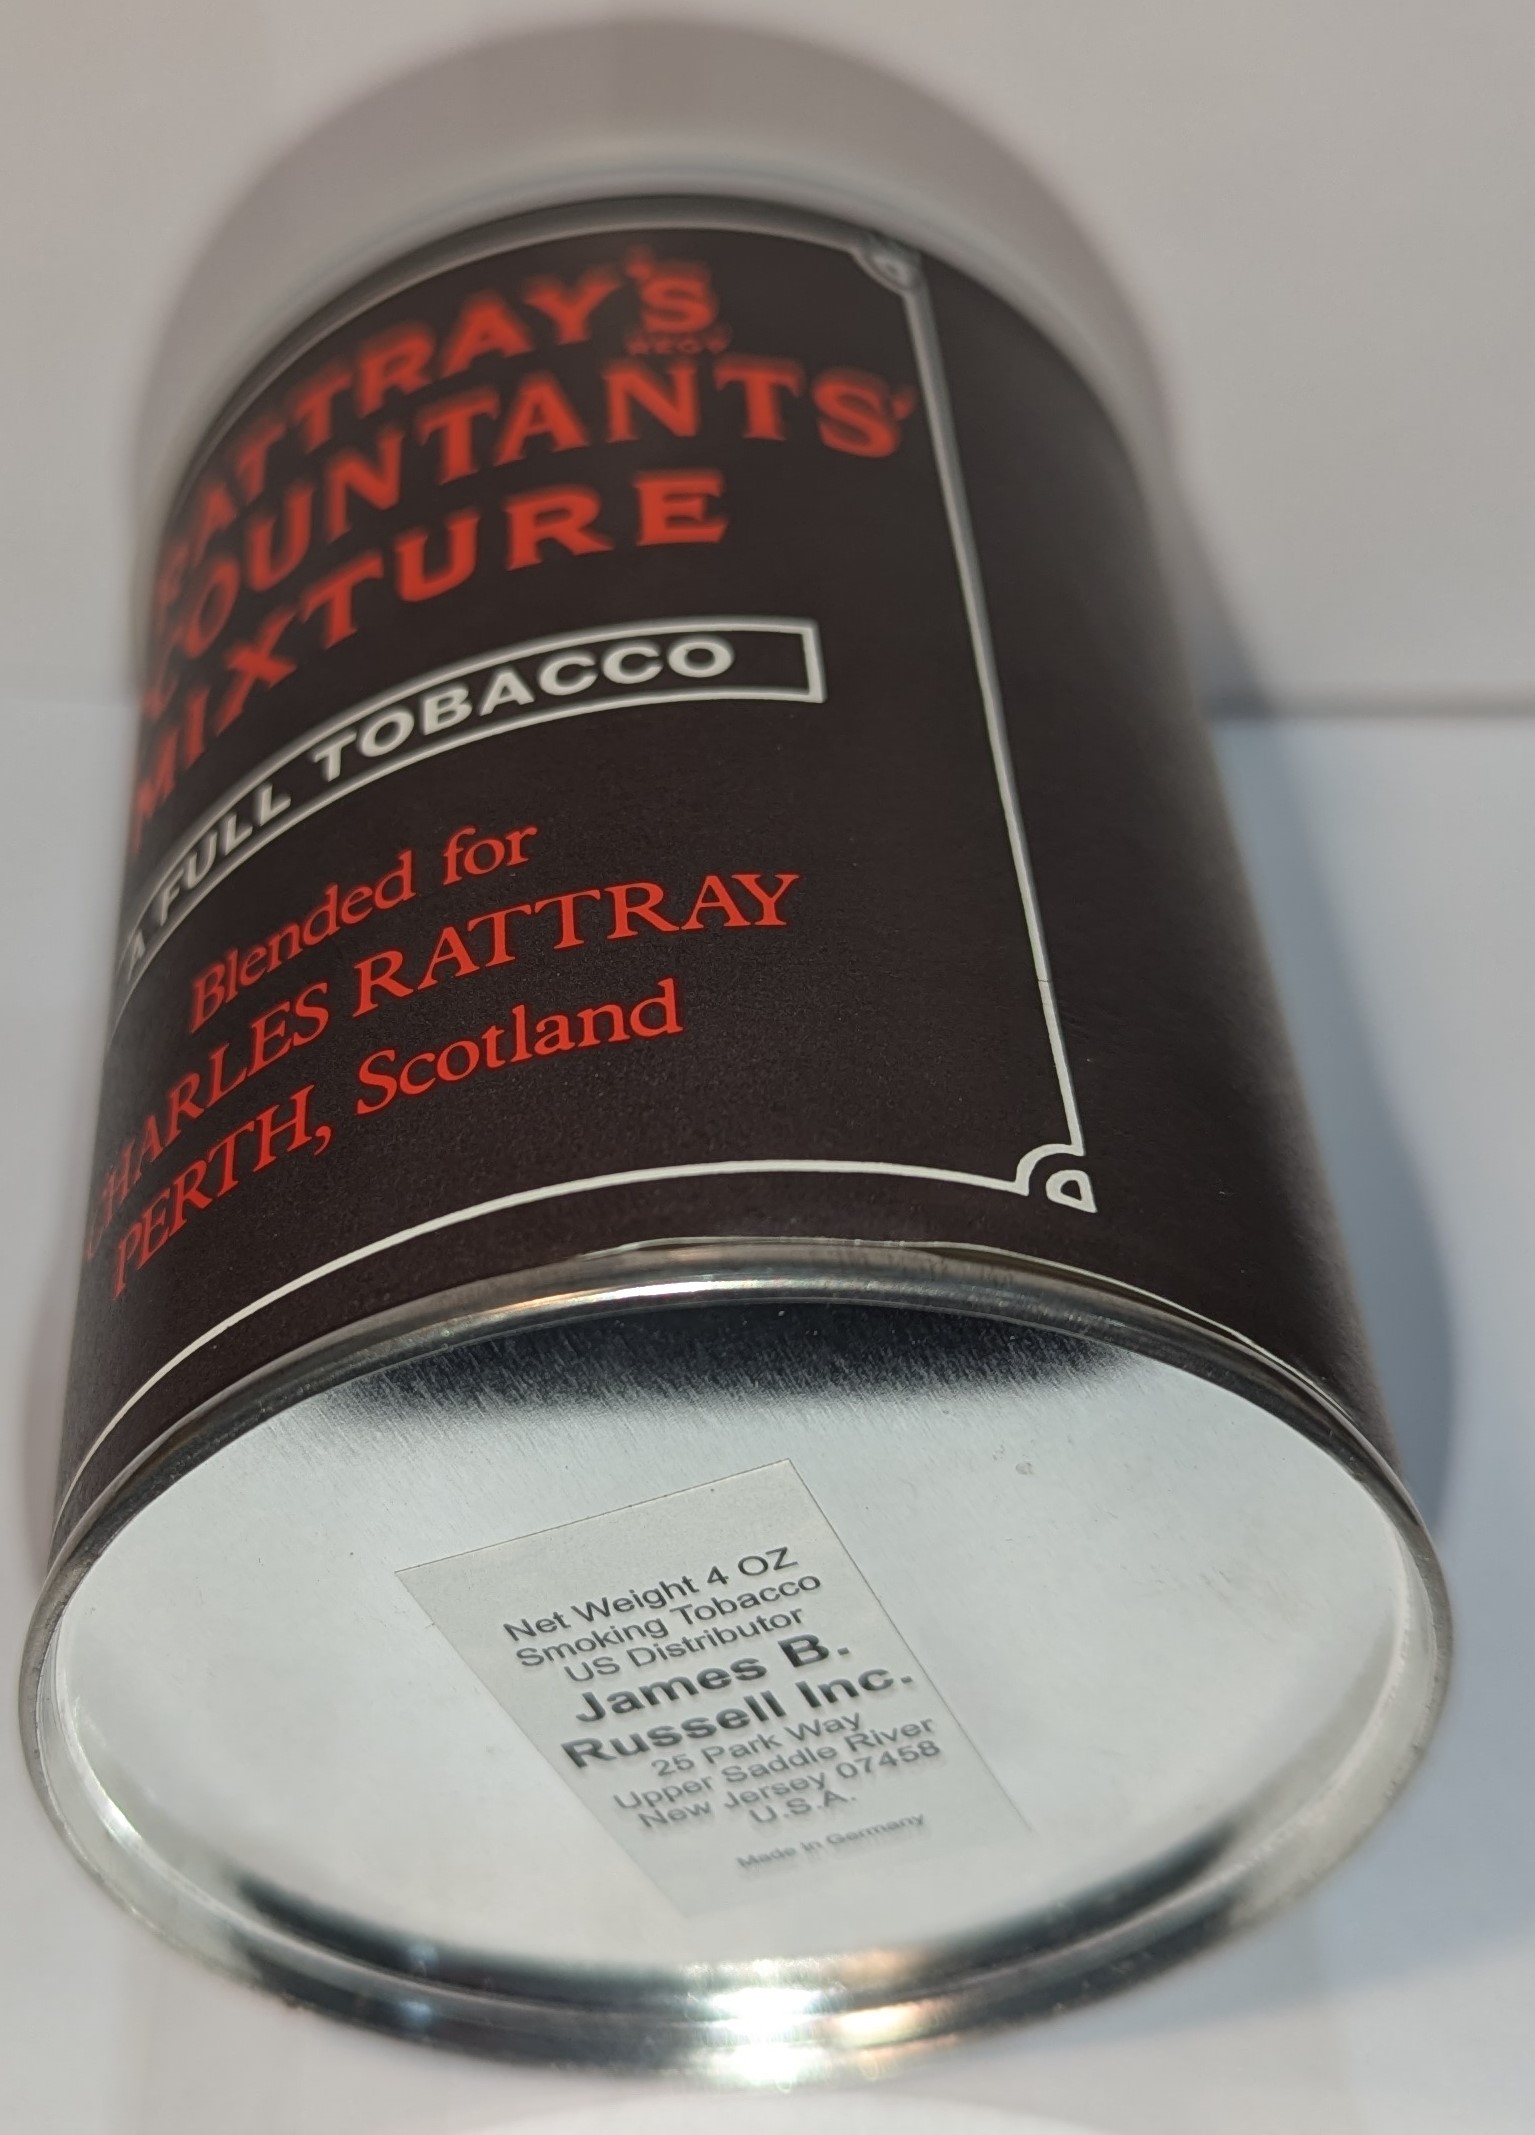 RATTRAY'S
COUNTANTS'
MIXTURE
A FULL TOBACCO
Blended for
CHARLES RATTRAY
PERTH, Scotland
Net Weight 4 OZ
Smoking Tobacco
US Distributor
James B.
Russell Inc.
25 Park Way
Upper Saddle River
New Jersey 07458
U.S.A.
Made in Germany